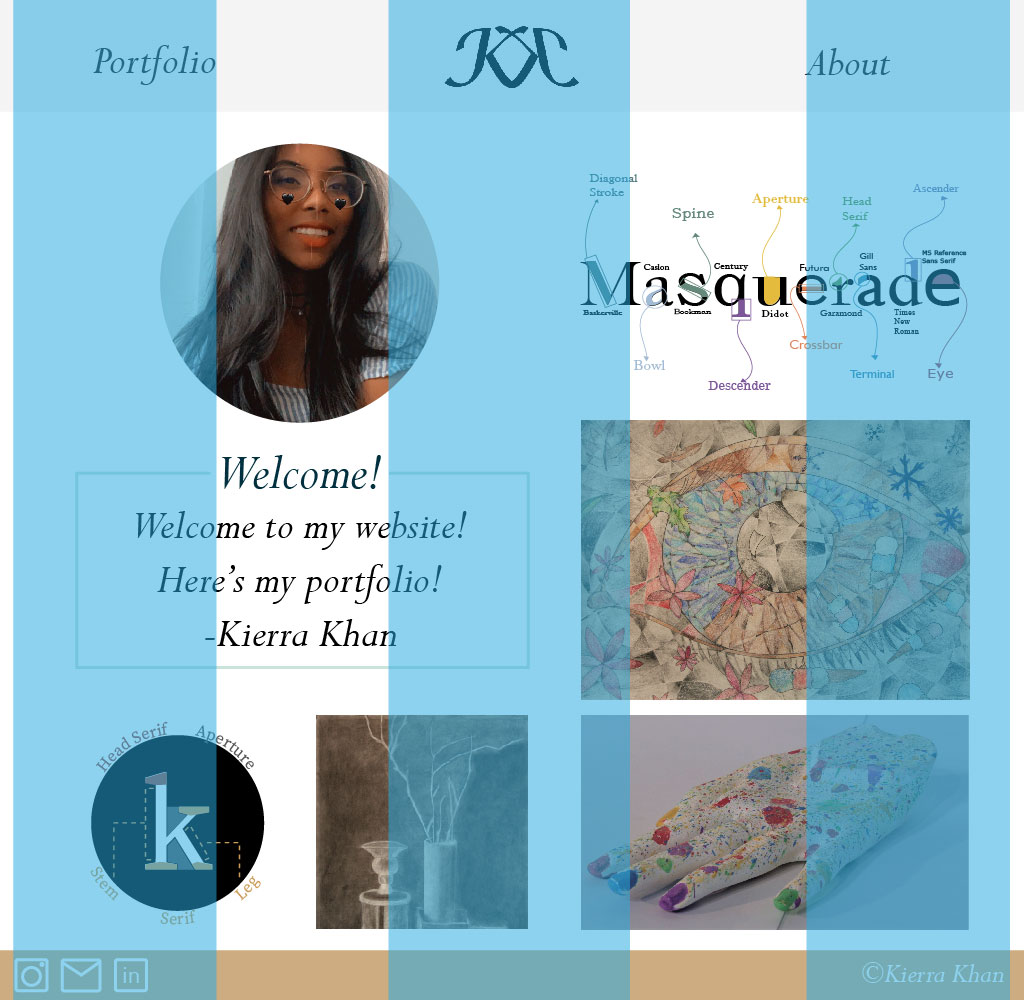 Portfolio
KK
About
Diagonal
Stroke
Spine
Aperture
Head
Serif
Ascender
Caslon
Century
Futura
Gill
Sans
MS Reference
Sans Serif
Masquerade
Baskerville
Bookman
Didot
Garamond
Times
New
Roman
Bowl
Descender
Crossbar
Terminal
Eye
Welcome!
Welcome to my website!
Here's my portfolio!
-Kierra Khan
Head Serif
Aperture
k
Stem
Serif
Leg
in
©Kierra Khan